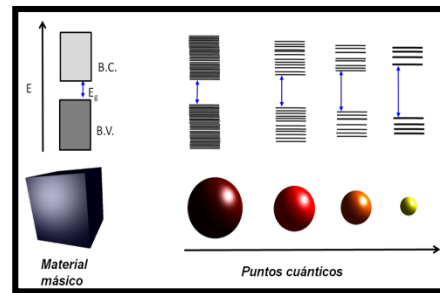 B.C.
E
Eg
B.V.
Material
másico
Puntos cuánticos